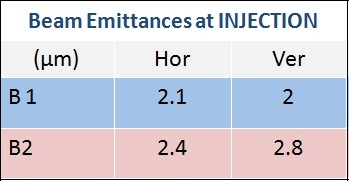 Beam Emittances at INJECTION
(μm) Hor Ver
B 1 2.1 2
B2 2.4 2.8